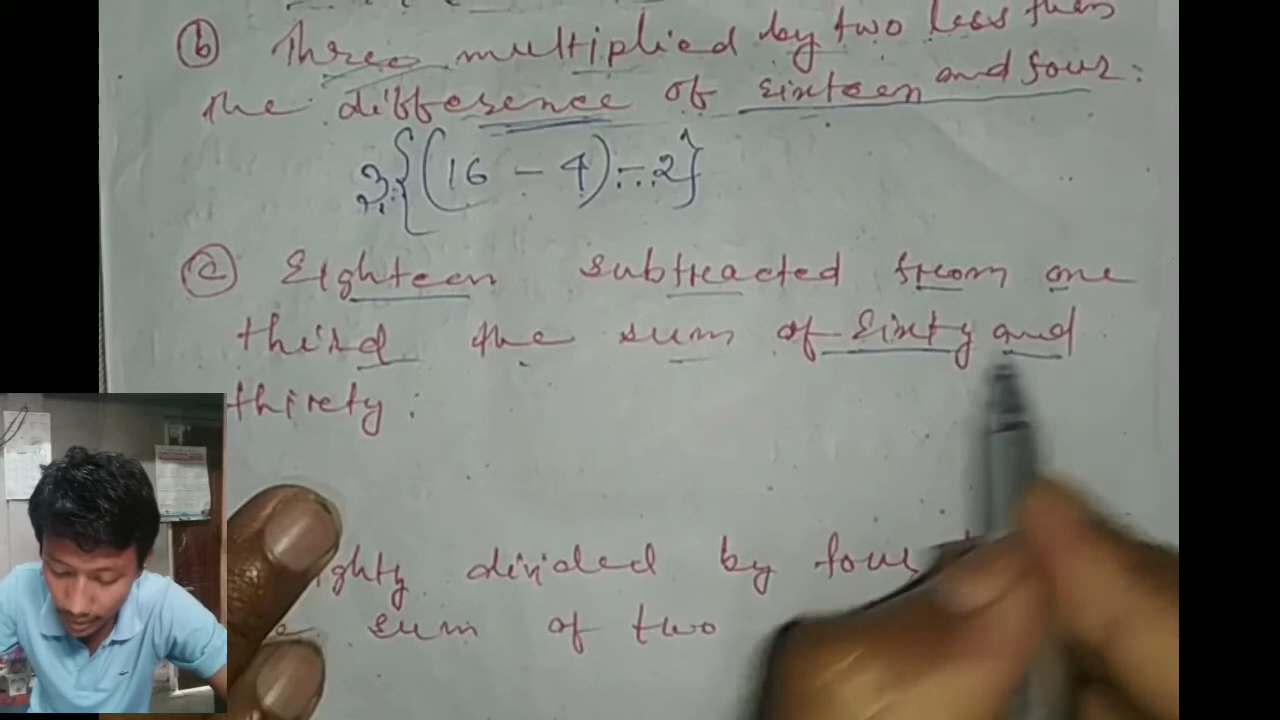 b Three multiplied by two less than
the difference of sixteen and four:
3{(16 - 4) - 2}
c Eighteen subtracted from one
third the sum of sixty and
thirty:
divided by four
sum of two